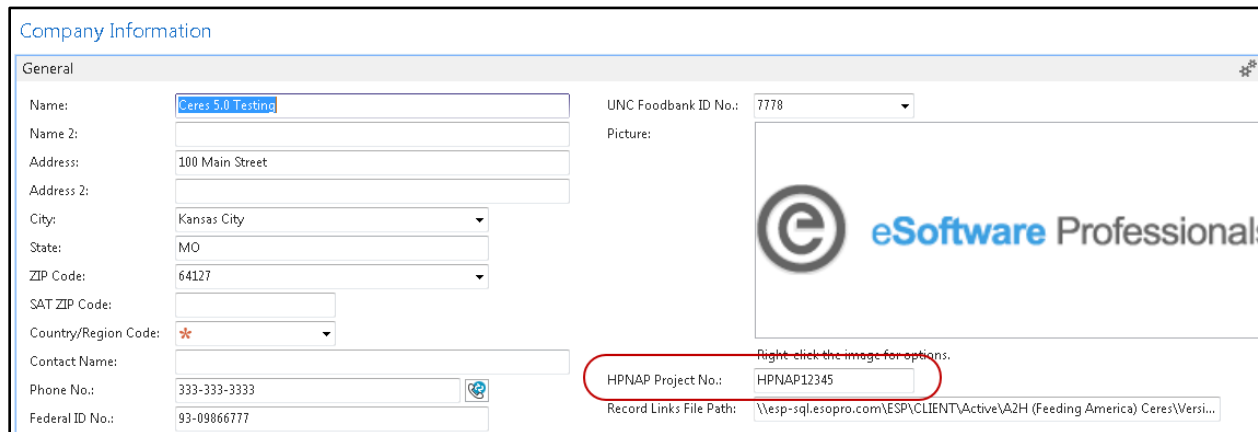 Company Information
General
Name: Ceres 5.0 Testing
Name 2:
Address: 100 Main Street
Address 2:
City: Kansas City
State: MO
ZIP Code: 64127
SAT ZIP Code:
Country/Region Code: *
Contact Name:
Phone No.: 333-333-3333
Federal ID No.: 93-09866777
UNC Foodbank ID No.: 7778
Picture:
e eSoftware Professionals
Right-click the image for options.
HPNAP Project No.: HPNAP12345
Record Links File Path: \\esp-sql.esopro.com\ESP\CLIENT\Active\A2H (Feeding America) Ceres\Versi...